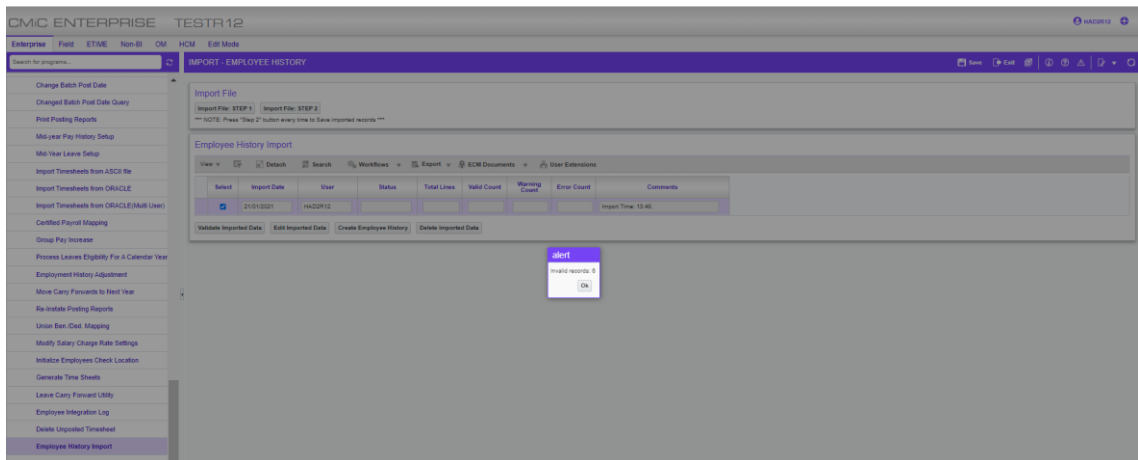 CMiC ENTERPRISE TESTR12
HAD2R12
Enterprise Field ETIME Non-BI OM HCM Edit Mode
Search for programs...
IMPORT - EMPLOYEE HISTORY
Save Exit
Change Batch Post Date
Changed Batch Post Date Query
Print Posting Reports
Mid-year Pay History Setup
Mid-Year Leave Setup
Import Timesheets from ASCII file
Import Timesheets from ORACLE
Import Timesheets from ORACLE(Multi User)
Certified Payroll Mapping
Group Pay Increase
Process Leaves Eligibility For A Calendar Year
Employment History Adjustment
Move Carry Forwards to Next Year
Re-Instate Posting Reports
Union Ben./Ded. Mapping
Modify Salary Charge Rate Settings
Initialize Employees Check Location
Generate Time Sheets
Leave Carry Forward Utility
Employee Integration Log
Delete Unposted Timesheet
Employee History Import
Import File
Import File: STEP 1 Import File: STEP 2
*** NOTE: Press "Step 2" button every time to Save imported records ***
Employee History Import
View Detach Search Workflows Export ECM Documents User Extensions
Select Import Date User Status Total Lines Valid Count Warning Count Error Count Comments
21/01/2021 HAD2R12 Import Time: 13:46.
Validate Imported Data Edit Imported Data Create Employee History Delete Imported Data
alert
Invalid records: 6
Ok